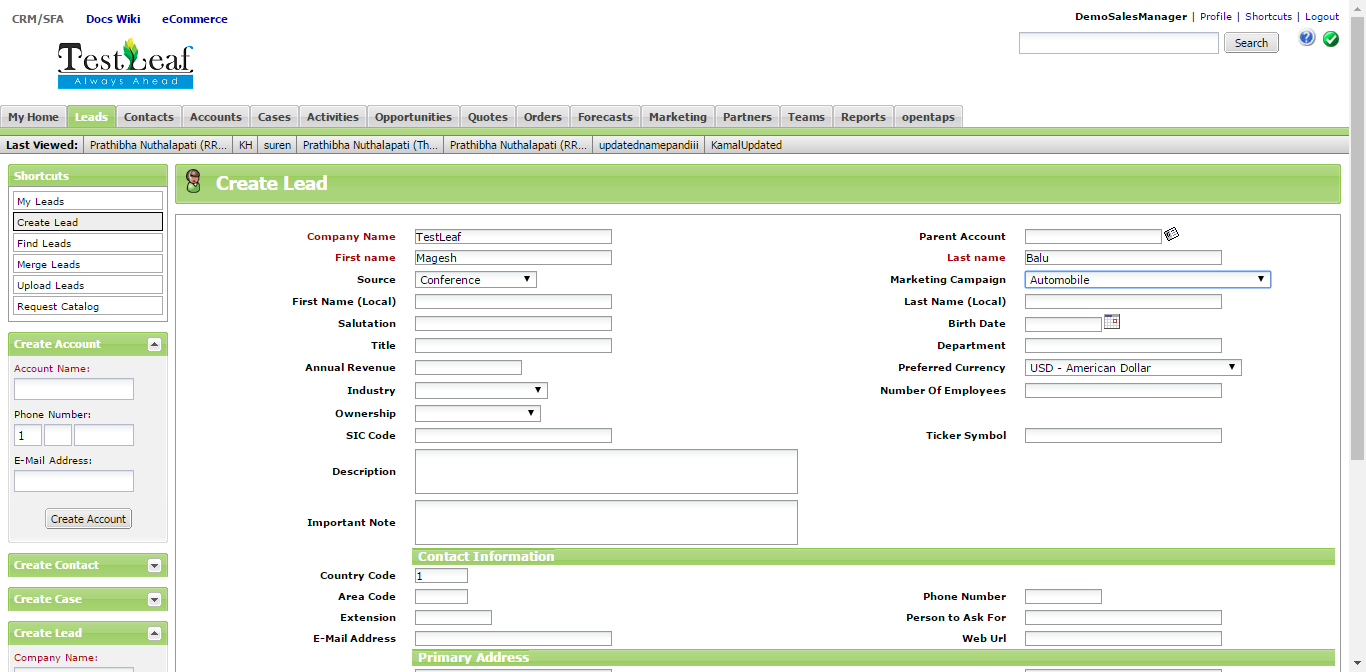 CRM/SFA Docs Wiki eCommerce
DemoSalesManager | Profile | Shortcuts | Logout
TestLeaf
Always Ahead
Search
My Home Leads Contacts Accounts Cases Activities Opportunities Quotes Orders Forecasts Marketing Partners Teams Reports opentaps
Last Viewed: Prathibha Nuthalapati (RR... KH suren Prathibha Nuthalapati (Th... Prathibha Nuthalapati (RR... updatednamepandiii KamalUpdated
Shortcuts
My Leads
Create Lead
Find Leads
Merge Leads
Upload Leads
Request Catalog
Create Account
Account Name:
Phone Number:
1
E-Mail Address:
Create Account
Create Contact
Create Case
Create Lead
Company Name:
Create Lead
Company Name TestLeaf Parent Account
First name Magesh Last name Balu
Source Conference Marketing Campaign Automobile
First Name (Local) Last Name (Local)
Salutation Birth Date
Title Department
Annual Revenue Preferred Currency USD - American Dollar
Industry Number Of Employees
Ownership
SIC Code Ticker Symbol
Description
Important Note
Contact Information
Country Code 1
Area Code Phone Number
Extension Person to Ask For
E-Mail Address Web Url
Primary Address